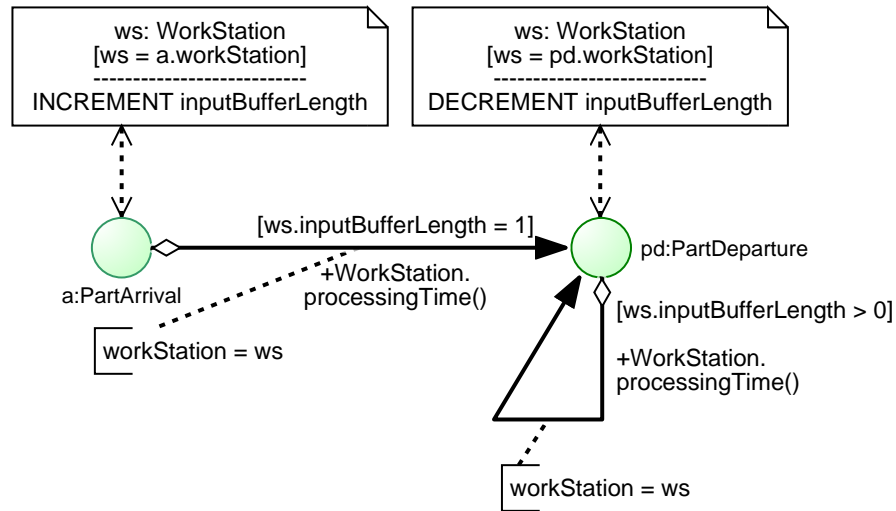 ws: WorkStation
[ws = a.workStation]
---------------------------
INCREMENT inputBufferLength
ws: WorkStation
[ws = pd.workStation]
---------------------------
DECREMENT inputBufferLength
[ws.inputBufferLength = 1]
+WorkStation.
processingTime()
a:PartArrival
pd:PartDeparture
workStation = ws
[ws.inputBufferLength > 0]
+WorkStation.
processingTime()
workStation = ws